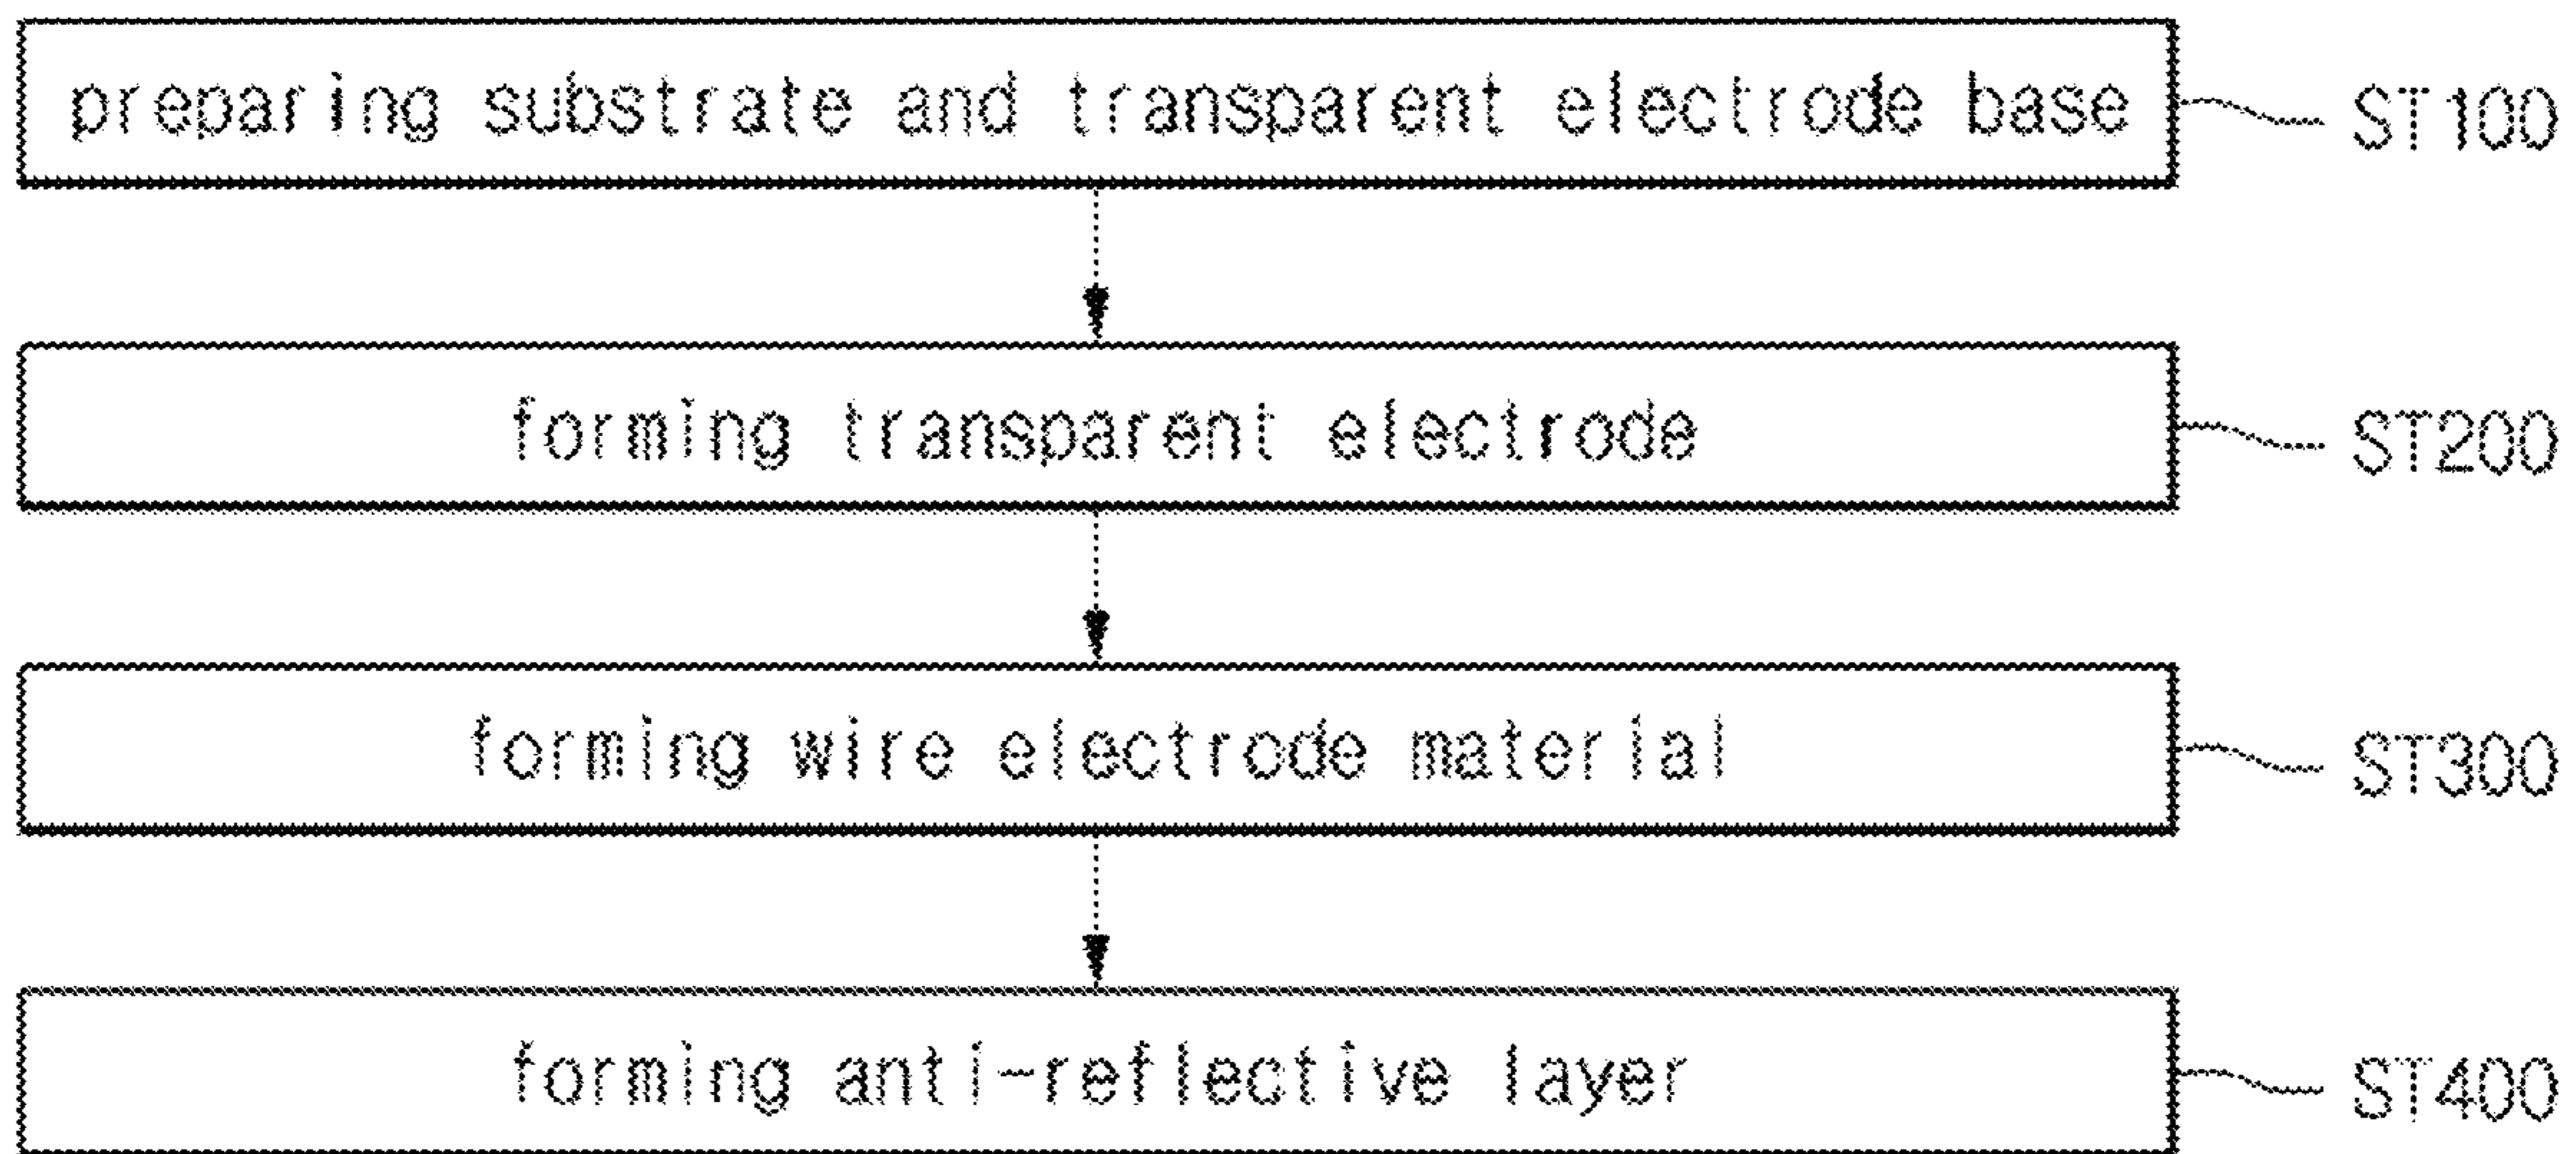 preparing substrate and transparent electrode base ST100
forming transparent electrode ST200
forming wire electrode material ST300
forming anti-reflective layer ST400